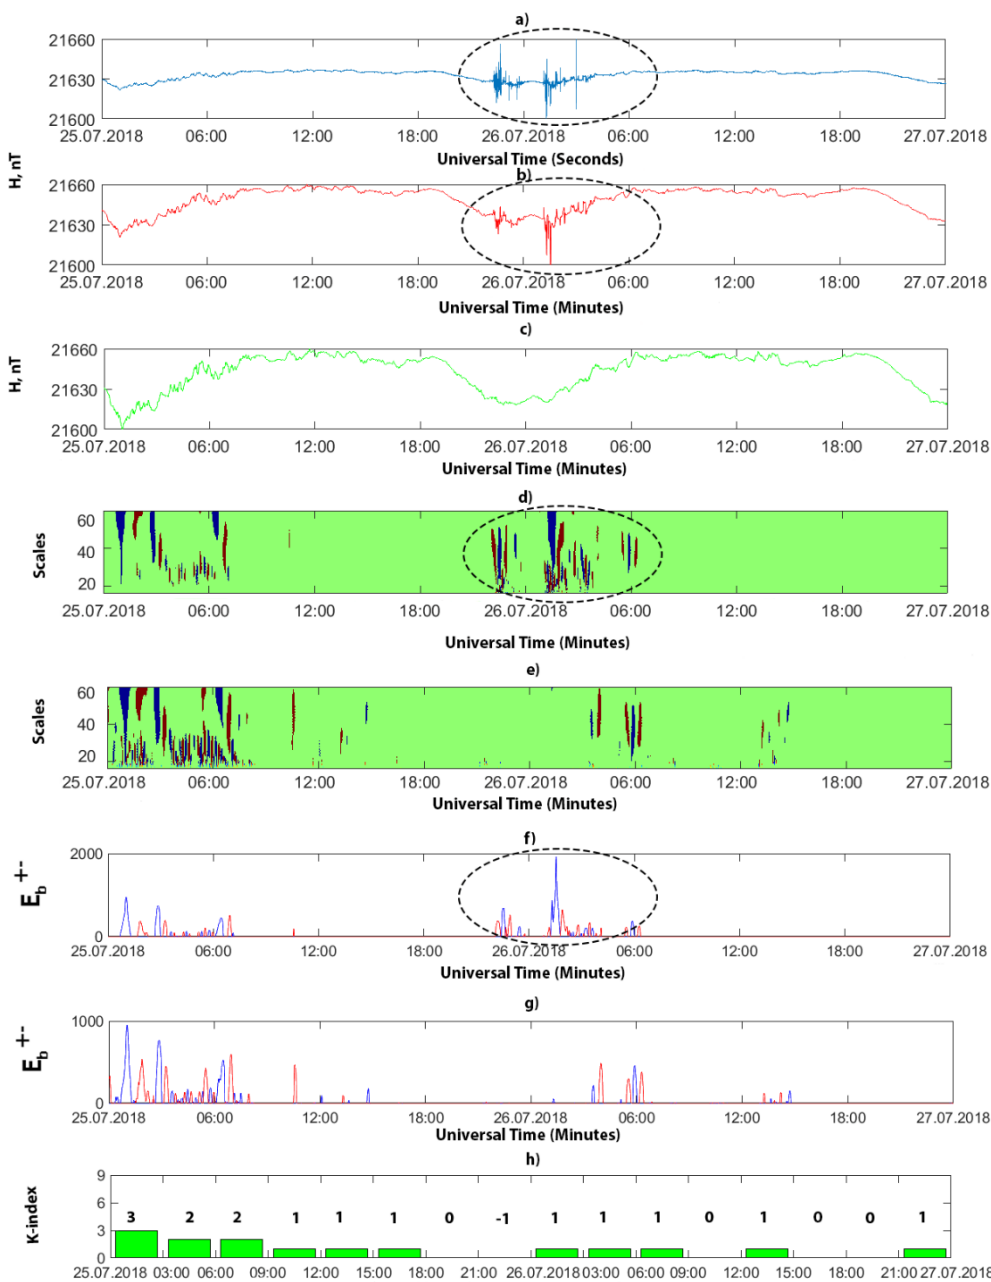 a)
21660
21630
21600
25.07.2018 06:00 12:00 18:00 26.07.2018 06:00 12:00 18:00 27.07.2018
Universal Time (Seconds)
H, nT
b)
21660
21630
21600
25.07.2018 06:00 12:00 18:00 26.07.2018 06:00 12:00 18:00 27.07.2018
Universal Time (Minutes)
c)
H, nT
21660
21630
21600
25.07.2018 06:00 12:00 18:00 26.07.2018 06:00 12:00 18:00 27.07.2018
Universal Time (Minutes)
d)
Scales
60
40
20
25.07.2018 06:00 12:00 18:00 26.07.2018 06:00 12:00 18:00 27.07.2018
Universal Time (Minutes)
e)
Scales
60
40
20
25.07.2018 06:00 12:00 18:00 26.07.2018 06:00 12:00 18:00 27.07.2018
Universal Time (Minutes)
f)
E_b^+-
2000
0
25.07.2018 06:00 12:00 18:00 26.07.2018 06:00 12:00 18:00 27.07.2018
Universal Time (Minutes)
g)
E_b^+-
1000
500
0
25.07.2018 06:00 12:00 18:00 26.07.2018 06:00 12:00 18:00 27.07.2018
Universal Time (Minutes)
h)
K-index
9
6
3
0
3 2 2 1 1 1 0 -1 1 1 1 0 1 0 0 1
25.07.2018 03:00 06:00 09:00 12:00 15:00 18:00 21:00 26.07.2018 03:00 06:00 09:00 12:00 15:00 18:00 21:00 27.07.2018